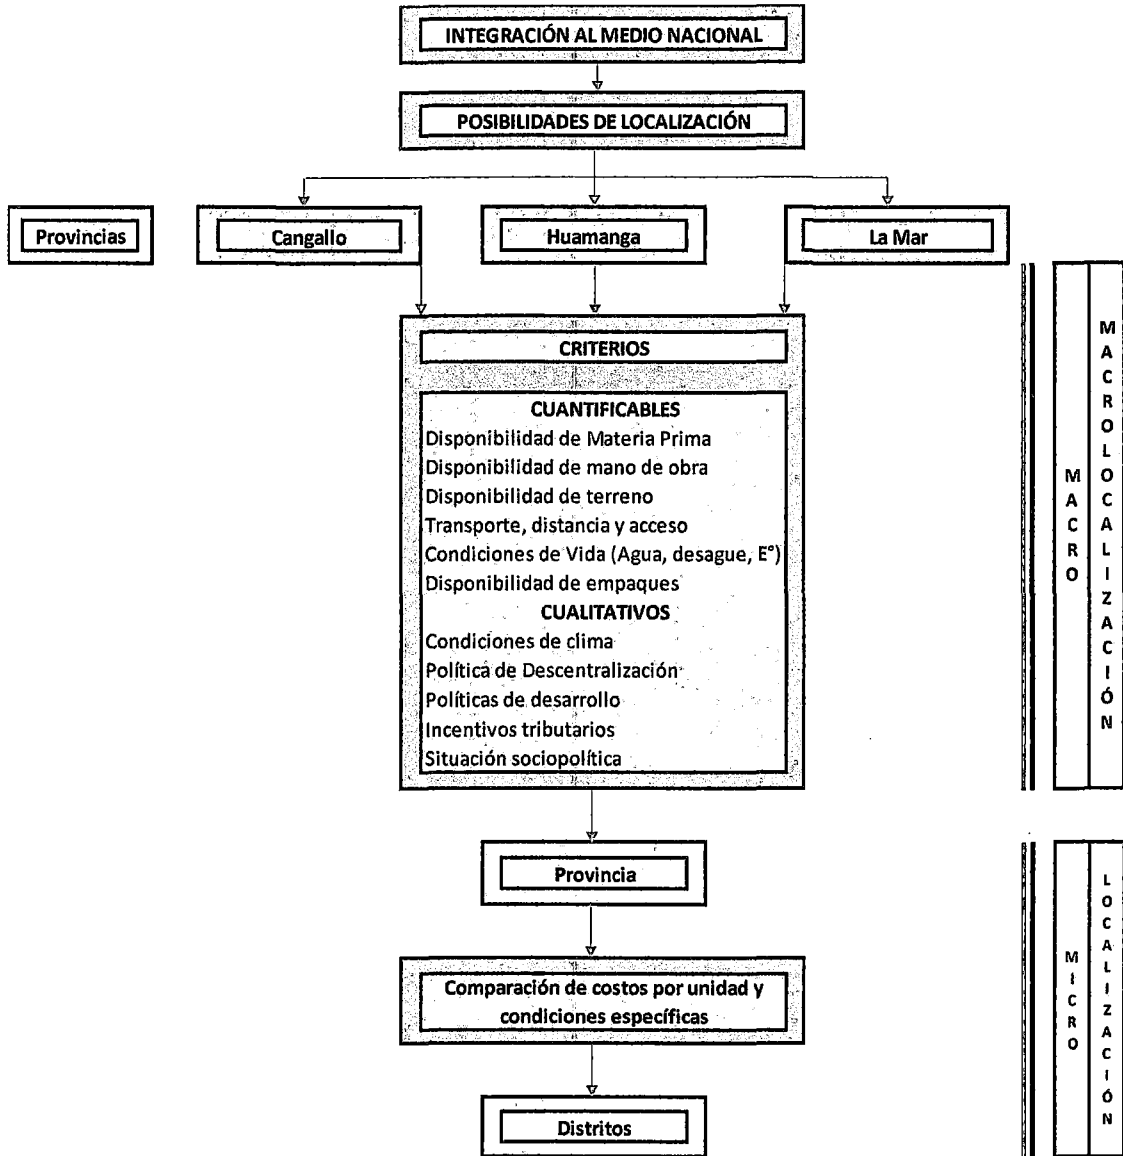 INTEGRACIÓN AL MEDIO NACIONAL
POSIBILIDADES DE LOCALIZACIÓN
Provincias
Cangallo
Huamanga
La Mar
CRITERIOS
CUANTIFICABLES
Disponibilidad de Materia Prima
Disponibilidad de mano de obra
Disponibilidad de terreno
Transporte, distancia y acceso
Condiciones de Vida (Agua, desague, E°)
Disponibilidad de empaques
CUALITATIVOS
Condiciones de clima
Política de Descentralización
Políticas de desarrollo
Incentivos tributarios
Situación sociopolítica
MACRO
MACROLOCALIZACIÓN
Provincia
Comparación de costos por unidad y
condiciones específicas
Distritos
MICRO
LOCALIZACIÓN